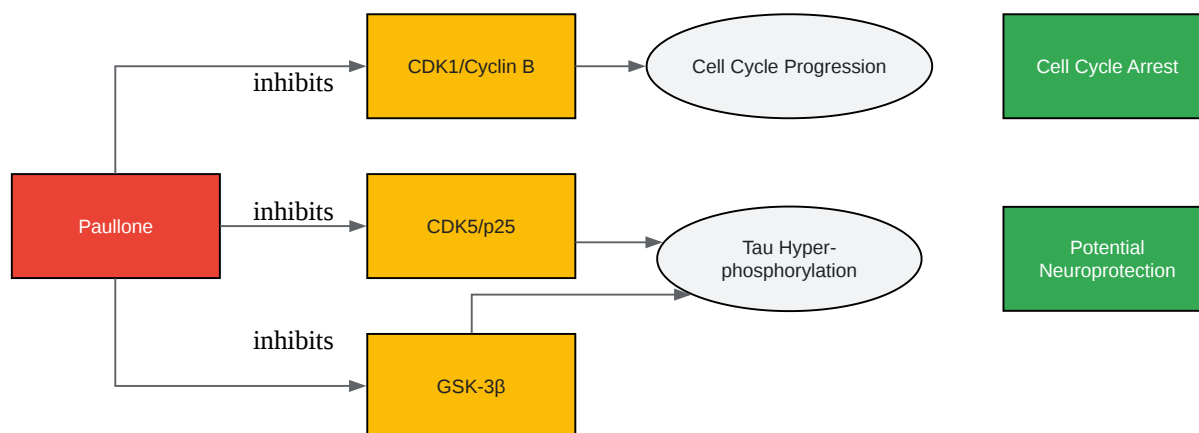 CDK1/Cyclin B
Cell Cycle Progression
Cell Cycle Arrest
inhibits
Paullone
inhibits
CDK5/p25
Tau Hyper-
phosphorylation
Potential
Neuroprotection
inhibits
GSK-3β